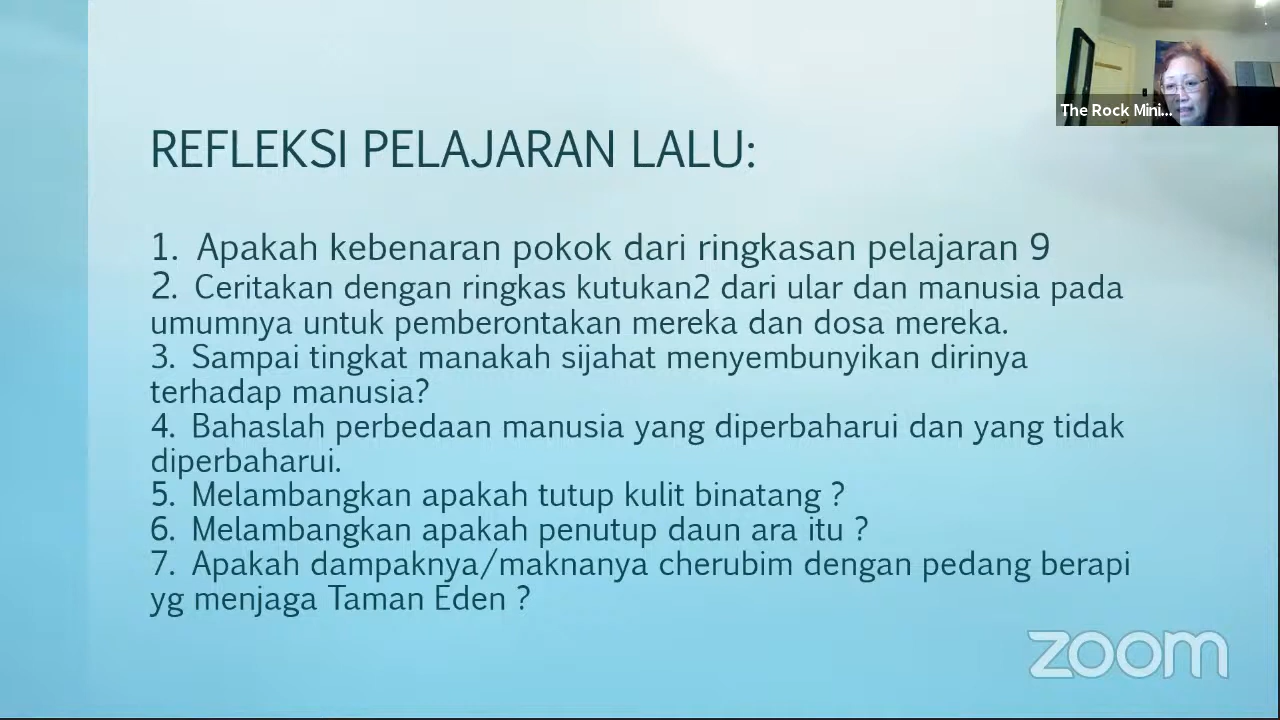 The Rock Mini...
REFLEKSI PELAJARAN LALU:
1. Apakah kebenaran pokok dari ringkasan pelajaran 9
2. Ceritakan dengan ringkas kutukan2 dari ular dan manusia pada
umumnya untuk pemberontakan mereka dan dosa mereka.
3. Sampai tingkat manakah sijahat menyembunyikan dirinya
terhadap manusia?
4. Bahaslah perbedaan manusia yang diperbaharui dan yang tidak
diperbaharui.
5. Melambangkan apakah tutup kulit binatang ?
6. Melambangkan apakah penutup daun ara itu ?
7. Apakah dampaknya/maknanya cherubim dengan pedang berapi
yg menjaga Taman Eden ?
zoom